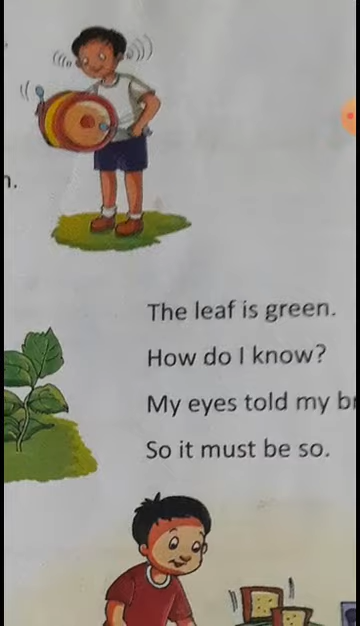 The leaf is green.
How do I know?
My eyes told my
So it must be so.